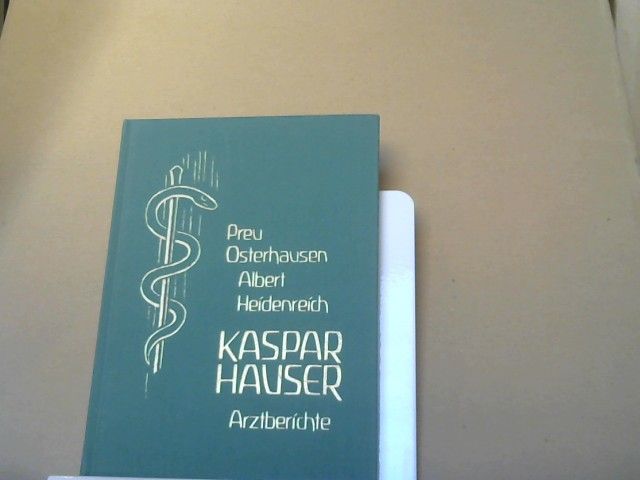 Preu
Osterhausen
Albert
Heidenreich
KASPAR
HAUSER
Arztberichte